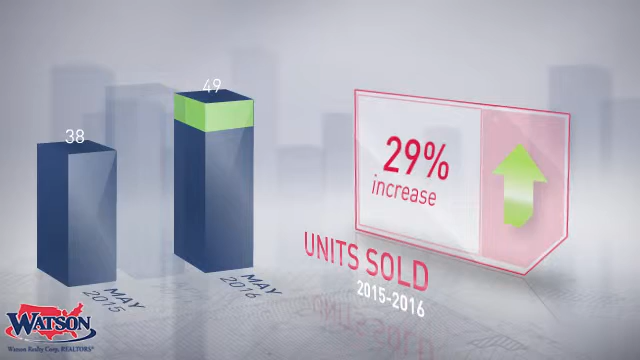 49
38
29%
increase
UNITS SOLD
2015-2016
MAY
2015
MAY
2016
WATSON
Watson Realty Corp, REALTORS®